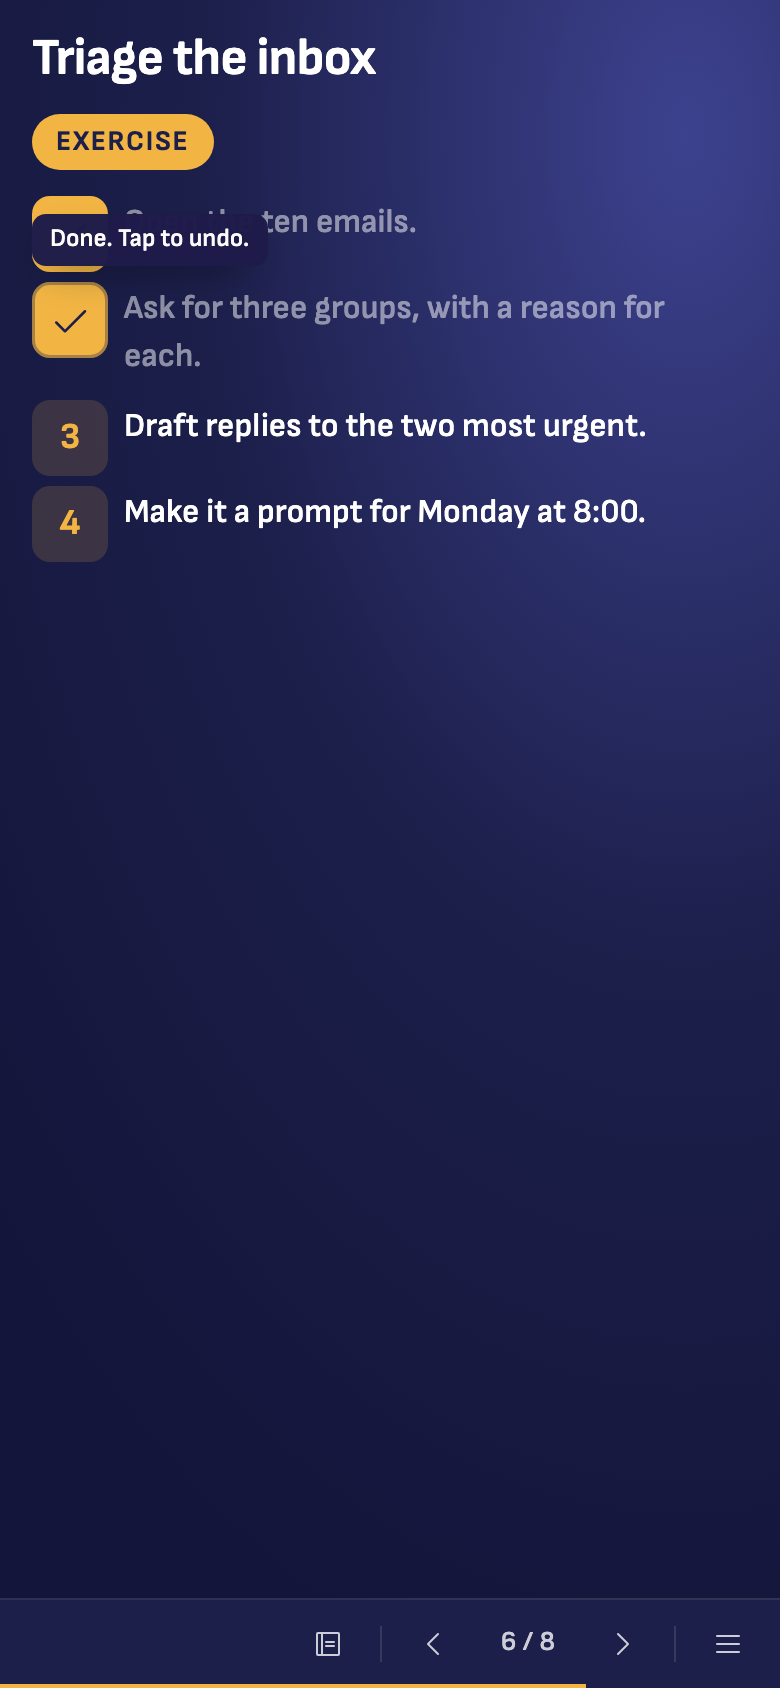 Triage the inbox
EXERCISE
ten emails.
Done. Tap to undo.
Ask for three groups, with a reason for
each.
3
Draft replies to the two most urgent.
4
Make it a prompt for Monday at 8:00.
6 / 8